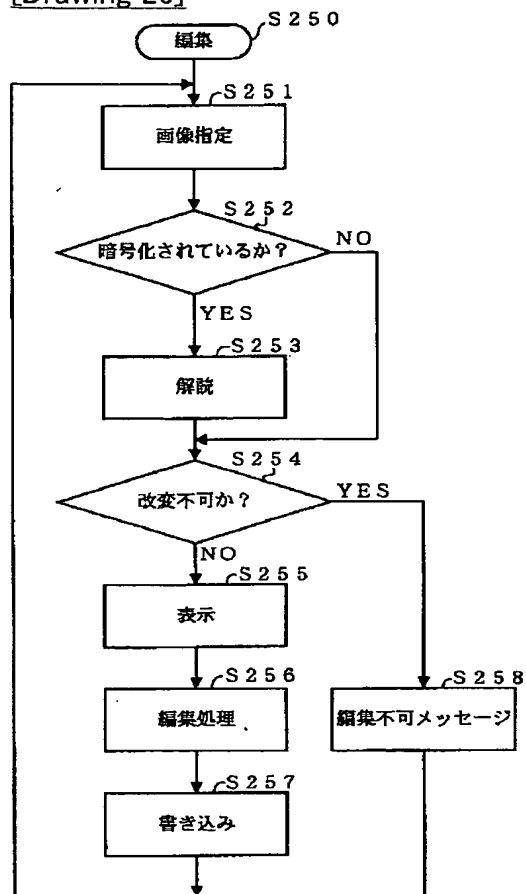 S250
編集
S251
画像指定
S252
暗号化されているか?
NO
YES
S253
解読
S254
改変不可か?
YES
NO
S255
表示
S256
編集処理
S258
編集不可メッセージ
S257
書き込み